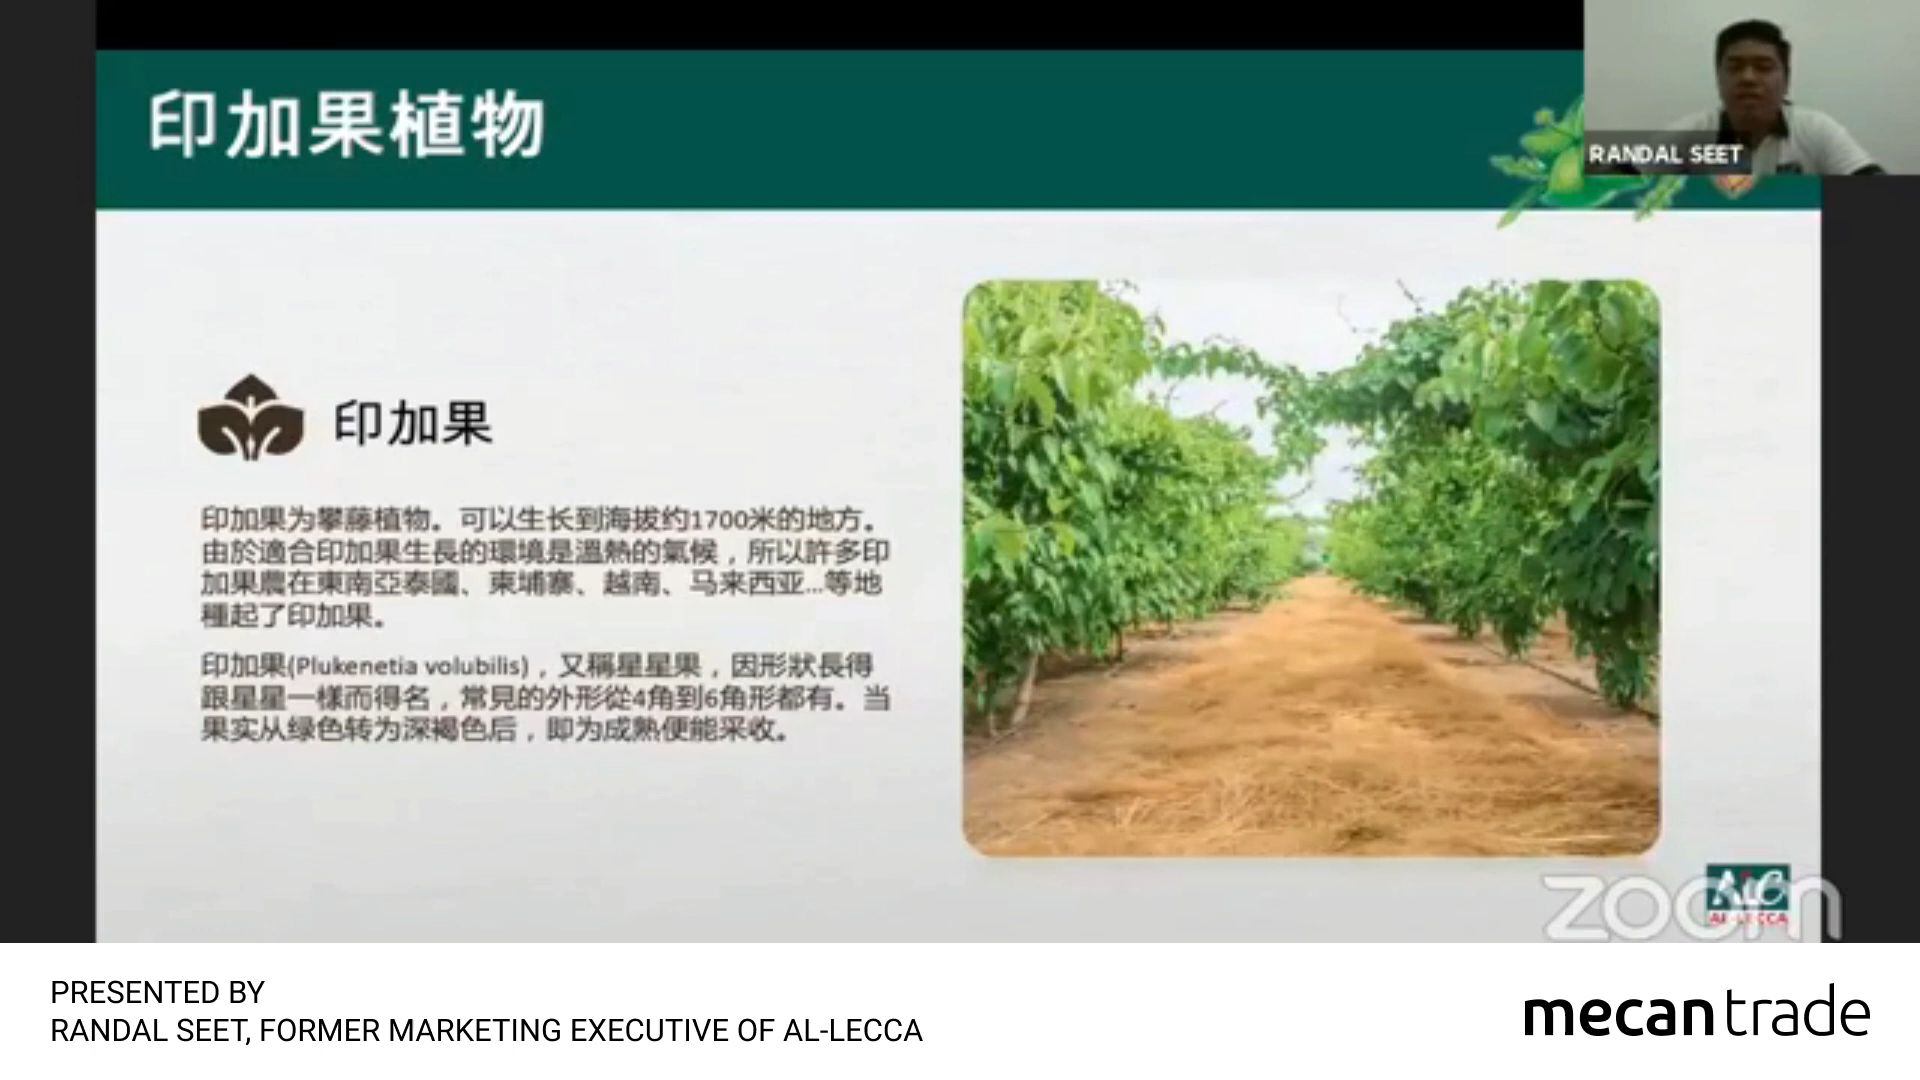 印加果植物
RANDAL SEET
印加果
印加果为攀藤植物。可以生长到海拔约1700米的地方。
由於適合印加果生長的環境是溫熱的氣候，所以許多印
加果農在東南亞泰國、柬埔寨、越南、马来西亚...等地
種起了印加果。
印加果(Plukenetia volubilis)，又稱星星果，因形狀長得
跟星星一樣而得名，常見的外形從4角到6角形都有。当
果实从绿色转为深褐色后，即为成熟便能采收。
ALC
AL-LECCA
zoom
PRESENTED BY
RANDAL SEET, FORMER MARKETING EXECUTIVE OF AL-LECCA
mecantrade